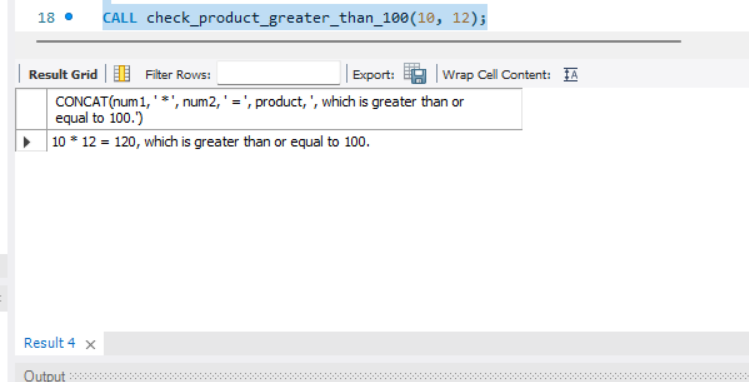 18 CALL check_product_greater_than_100(10, 12);
Result Grid Filter Rows: Export: Wrap Cell Content: IA
CONCAT(num1, ' * ', num2, ' = ', product, ', which is greater than or
equal to 100.')
10 * 12 = 120, which is greater than or equal to 100.
Result 4 ×
Output